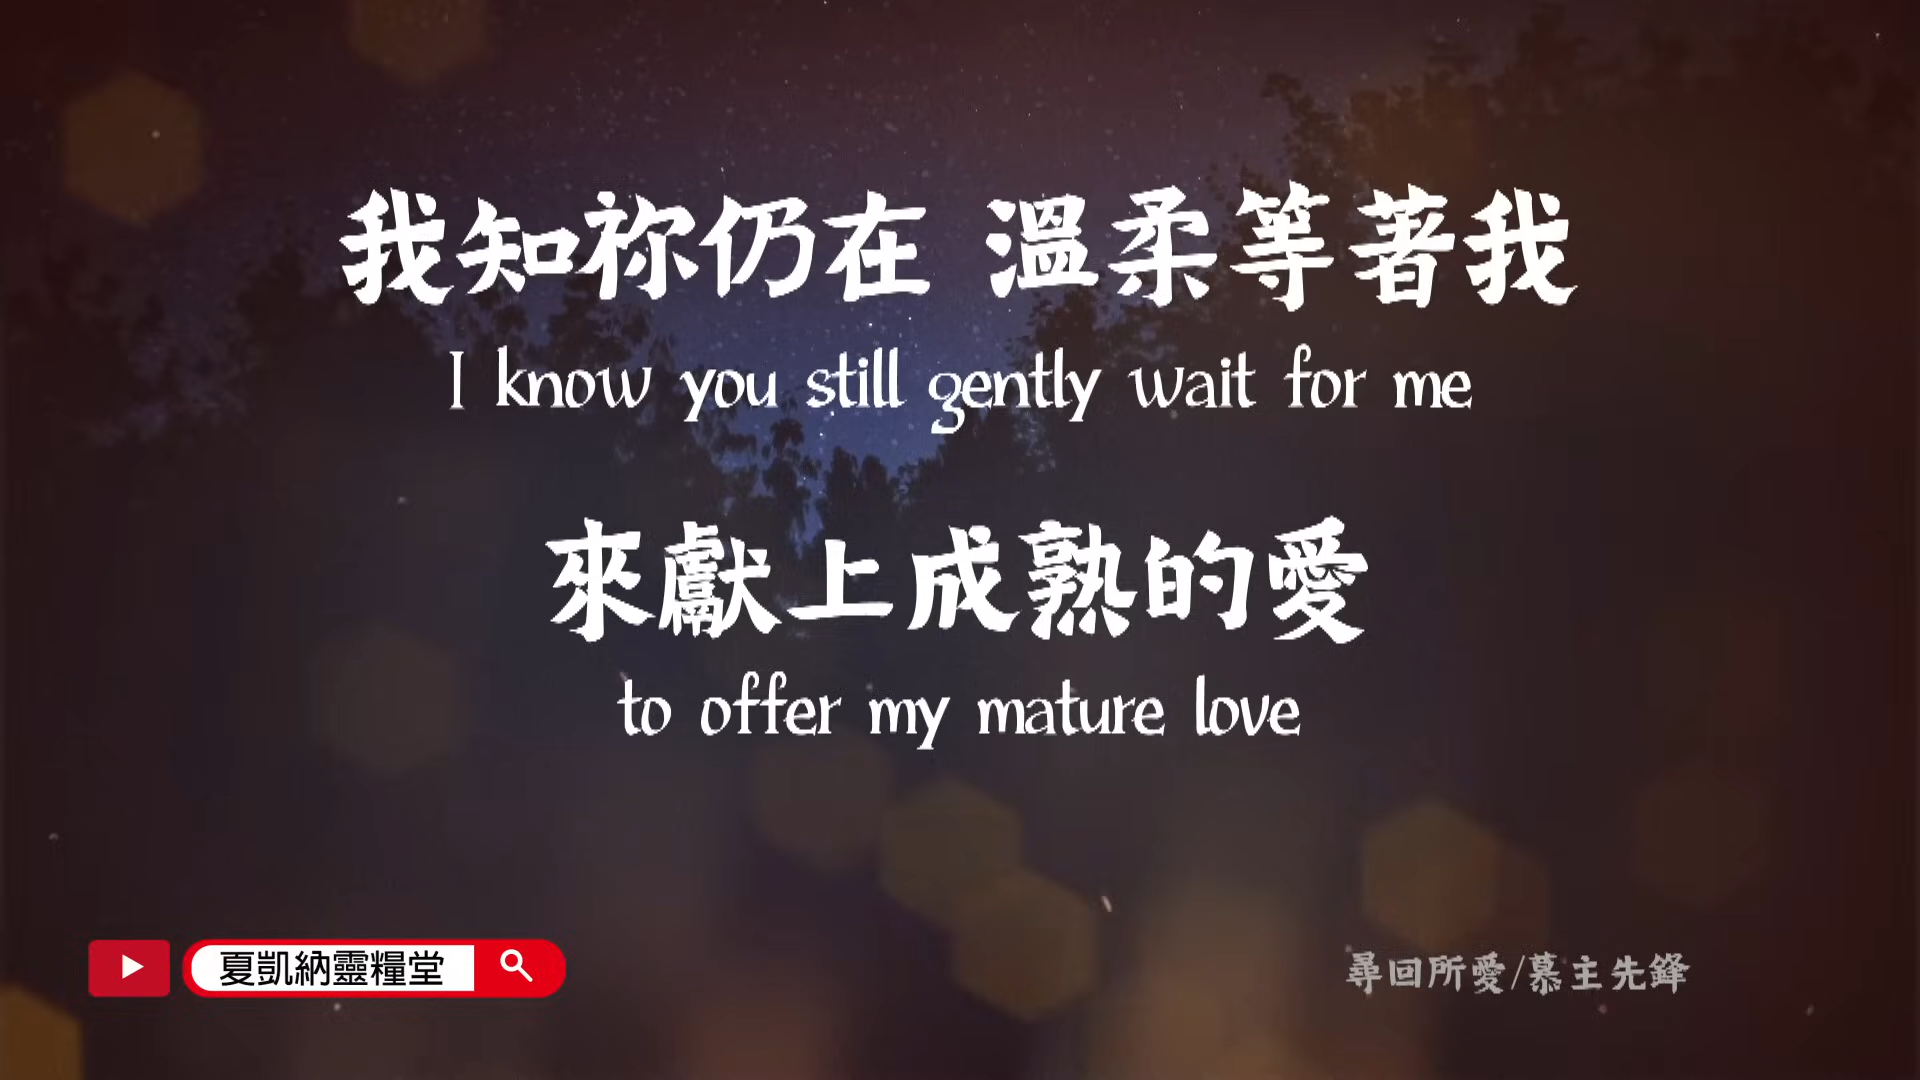 我知祢仍在 溫柔等著我
I know you still gently wait for me
來獻上成熟的愛
to offer my mature love
夏凱納靈糧堂
尋回所愛/慕主先鋒